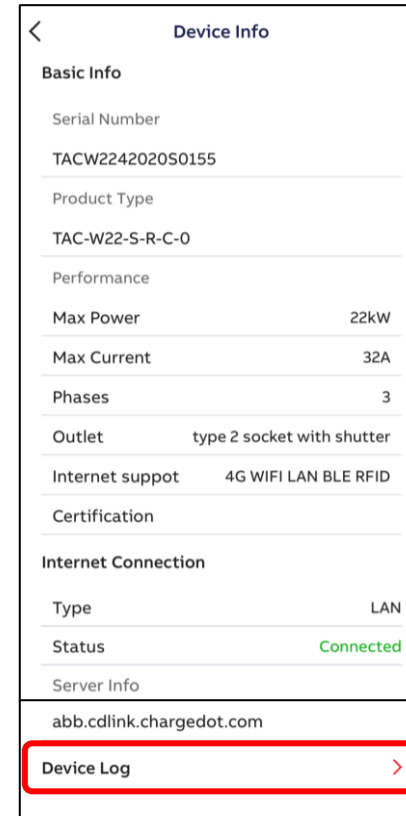 Device Info
Basic Info
Serial Number
TACW2242020S0155
Product Type
TAC-W22-S-R-C-0
Performance
Max Power 22kW
Max Current 32A
Phases 3
Outlet type 2 socket with shutter
Internet suppot 4G WIFI LAN BLE RFID
Certification
Internet Connection
Type LAN
Status Connected
Server Info
abb.cdlink.chargedot.com
Device Log